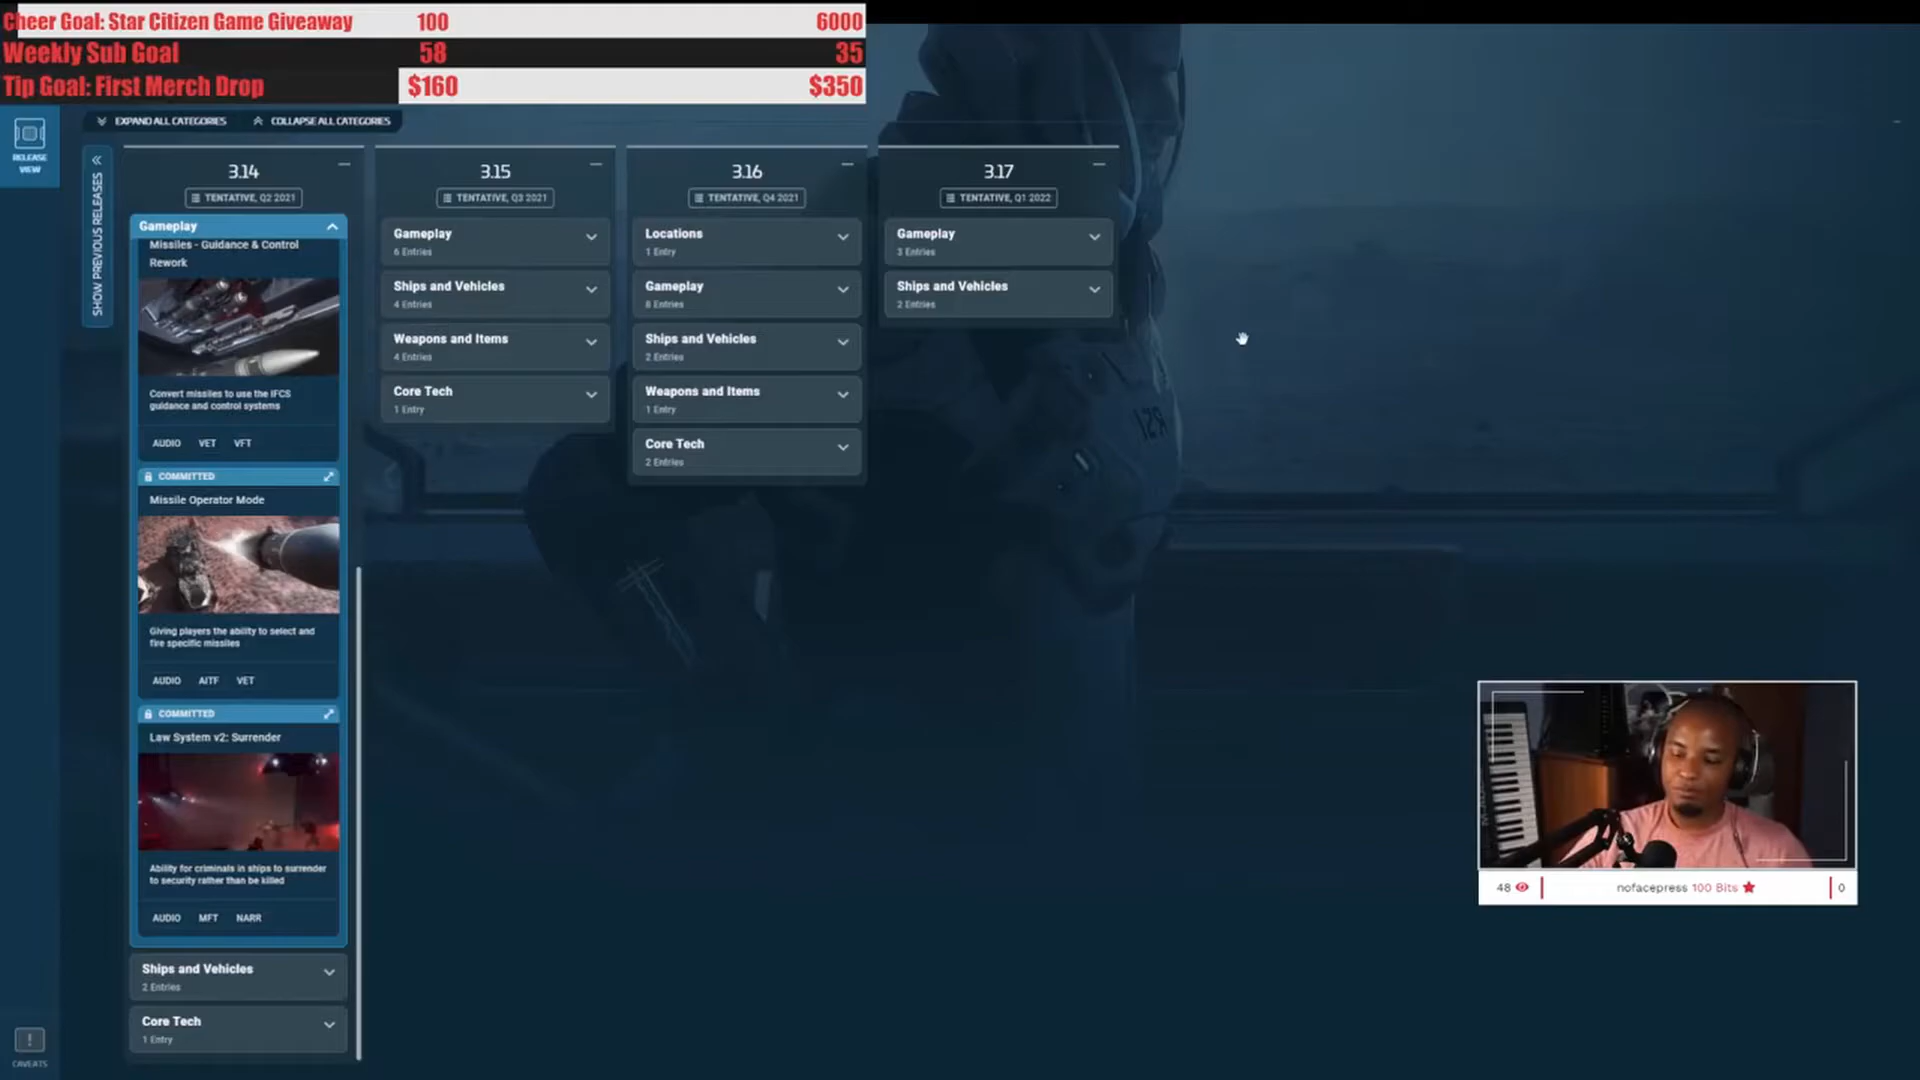 Cheer Goal: Star Citizen Game Giveaway 100 6000
Weekly Sub Goal 58 35
Tip Goal: First Merch Drop $160 $350
EXPAND ALL CATEGORIES COLLAPSE ALL CATEGORIES
RELEASE
VIEW
SHOW PREVIOUS RELEASES
3.14
TENTATIVE, Q2 2021
Gameplay
Missiles - Guidance & Control
Rework
Convert missiles to use the IFCS
guidance and control systems
AUDIO VET VFT
COMMITTED
Missile Operator Mode
Giving players the ability to select and
fire specific missiles
AUDIO AITF VET
COMMITTED
Law System v2: Surrender
Ability for criminals in ships to surrender
to security rather than be killed
AUDIO MFT NARR
Ships and Vehicles
2 Entries
Core Tech
1 Entry
3.15
TENTATIVE, Q3 2021
Gameplay
6 Entries
Ships and Vehicles
4 Entries
Weapons and Items
4 Entries
Core Tech
1 Entry
3.16
TENTATIVE, Q4 2021
Locations
1 Entry
Gameplay
8 Entries
Ships and Vehicles
2 Entries
Weapons and Items
1 Entry
Core Tech
2 Entries
3.17
TENTATIVE, Q1 2022
Gameplay
3 Entries
Ships and Vehicles
2 Entries
48 nofacepress 100 Bits 0
CAVEATS